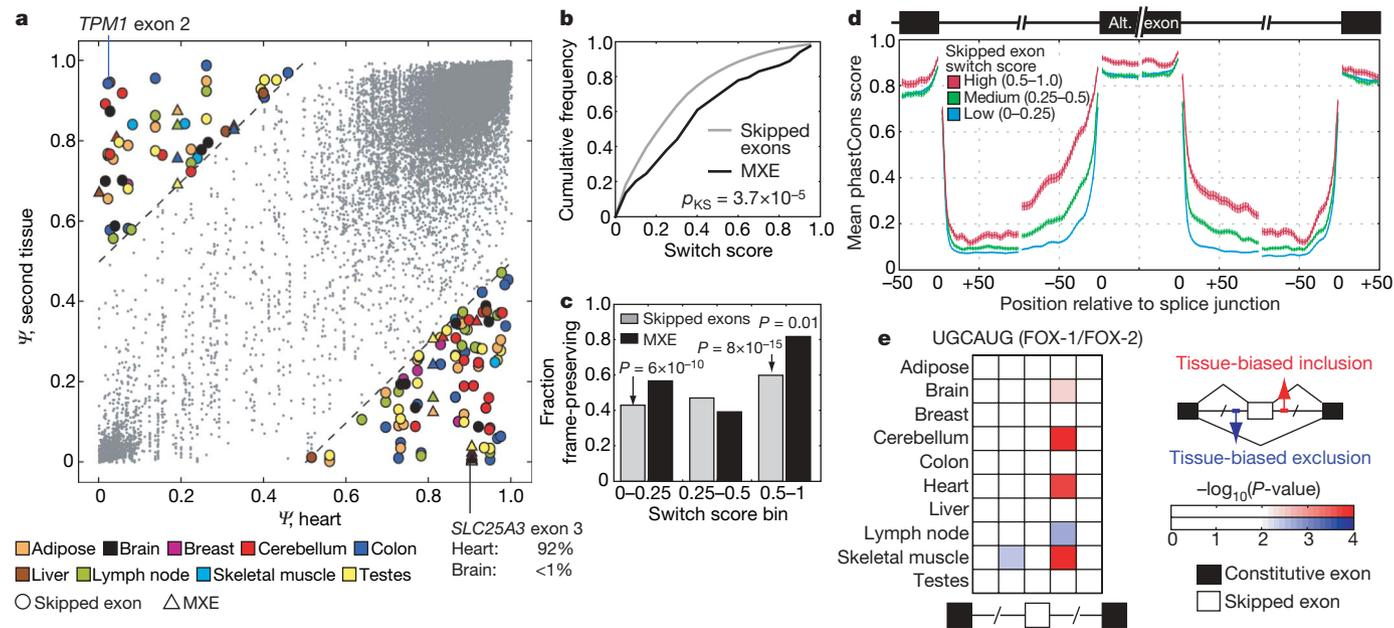 a
TPM1 exon 2
1.0
0.8
0.6
0.4
0.2
0
Ψ, second tissue
0 0.2 0.4 0.6 0.8 1.0
Ψ, heart
SLC25A3 exon 3
Heart: 92%
Brain: <1%
Adipose Brain Breast Cerebellum Colon
Liver Lymph node Skeletal muscle Testes
Skipped exon MXE
b
1.0
0.8
0.6
0.4
0.2
0
Cumulative frequency
Skipped
exons
MXE
pKS = 3.7×10−5
0 0.2 0.4 0.6 0.8 1.0
Switch score
c
1.0
0.8
0.6
0.4
0.2
0
Fraction
frame-preserving
Skipped exons
MXE
P = 0.01
P = 8×10−15
P = 6×10−10
0–0.25 0.25–0.5 0.5–1
Switch score bin
d
Alt. exon
1.0
0.8
0.6
0.4
0.2
0
Mean phastCons score
Skipped exon
switch score
High (0.5–1.0)
Medium (0.25–0.5)
Low (0–0.25)
−50 0 +50 −50 0 0 +50 −50 0 +50
Position relative to splice junction
e
UGCAUG (FOX-1/FOX-2)
Adipose
Brain
Breast
Cerebellum
Colon
Heart
Liver
Lymph node
Skeletal muscle
Testes
Tissue-biased inclusion
Tissue-biased exclusion
−log10(P-value)
0 1 2 3 4
Constitutive exon
Skipped exon